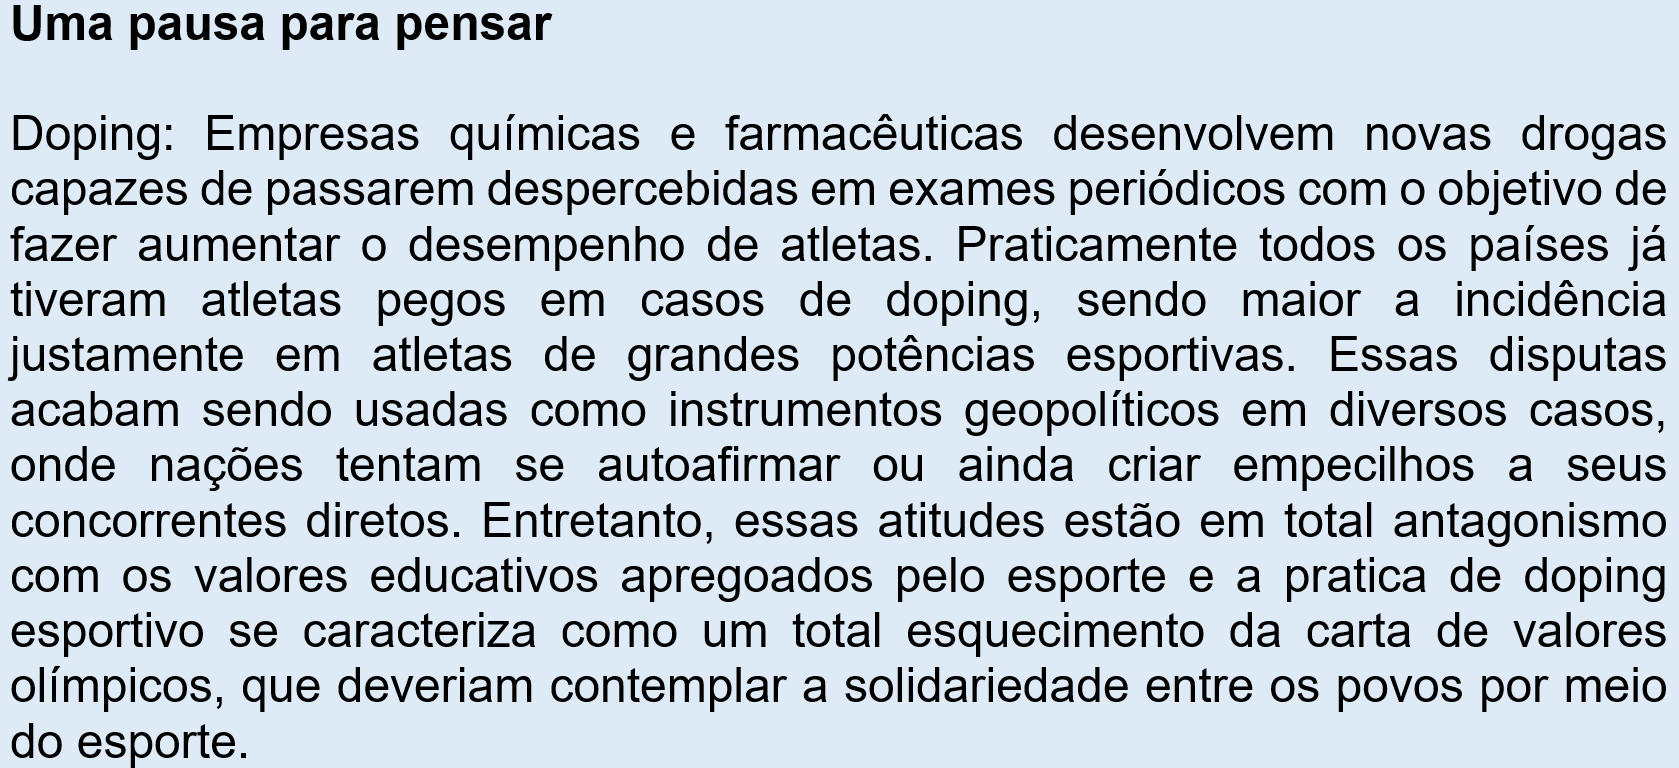 Uma pausa para pensar
Doping: Empresas químicas e farmacêuticas desenvolvem novas drogas
capazes de passarem despercebidas em exames periódicos com o objetivo de
fazer aumentar o desempenho de atletas. Praticamente todos os países já
tiveram atletas pegos em casos de doping, sendo maior a incidência
justamente em atletas de grandes potências esportivas. Essas disputas
acabam sendo usadas como instrumentos geopolíticos em diversos casos,
onde nações tentam se autoafirmar ou ainda criar empecilhos a seus
concorrentes diretos. Entretanto, essas atitudes estão em total antagonismo
com os valores educativos apregoados pelo esporte e a pratica de doping
esportivo se caracteriza como um total esquecimento da carta de valores
olímpicos, que deveriam contemplar a solidariedade entre os povos por meio
do esporte.